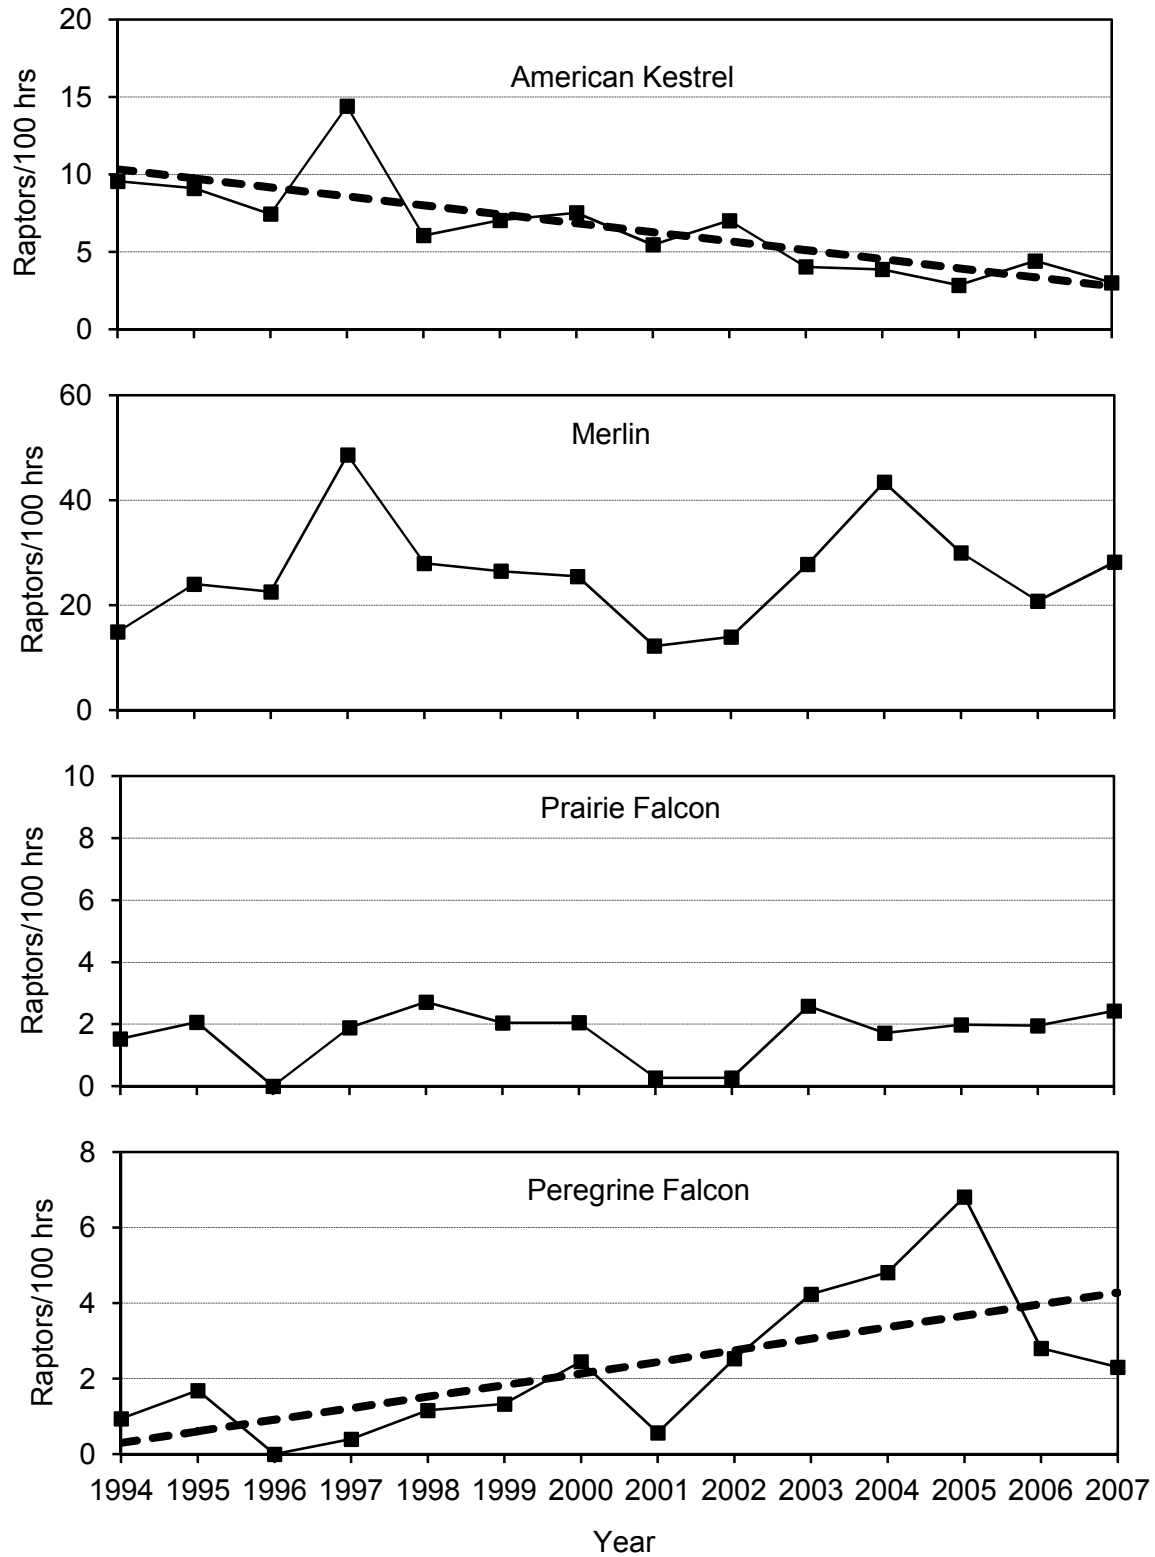 American Kestrel
Raptors/100 hrs
20
15
10
5
0
Merlin
Raptors/100 hrs
60
40
20
0
Prairie Falcon
Raptors/100 hrs
10
8
6
4
2
0
Peregrine Falcon
Raptors/100 hrs
8
6
4
2
0
1994 1995 1996 1997 1998 1999 2000 2001 2002 2003 2004 2005 2006 2007
Year